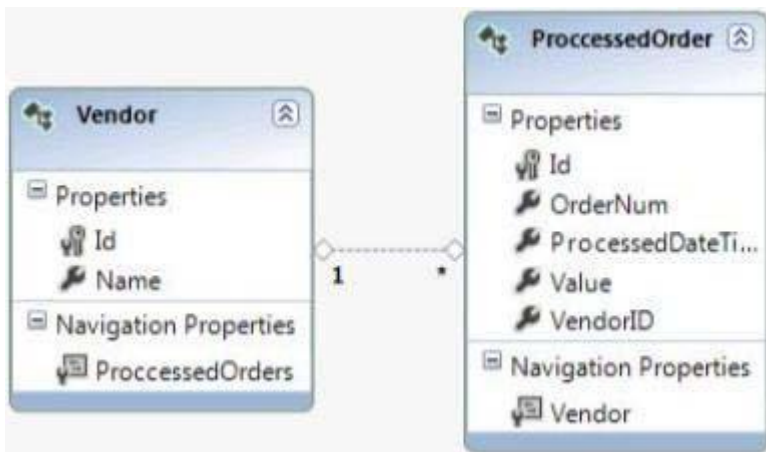 Vendor
Properties
Id
Name
Navigation Properties
ProccessedOrders
1
*
ProccessedOrder
Properties
Id
OrderNum
ProcessedDateTi...
Value
VendorID
Navigation Properties
Vendor